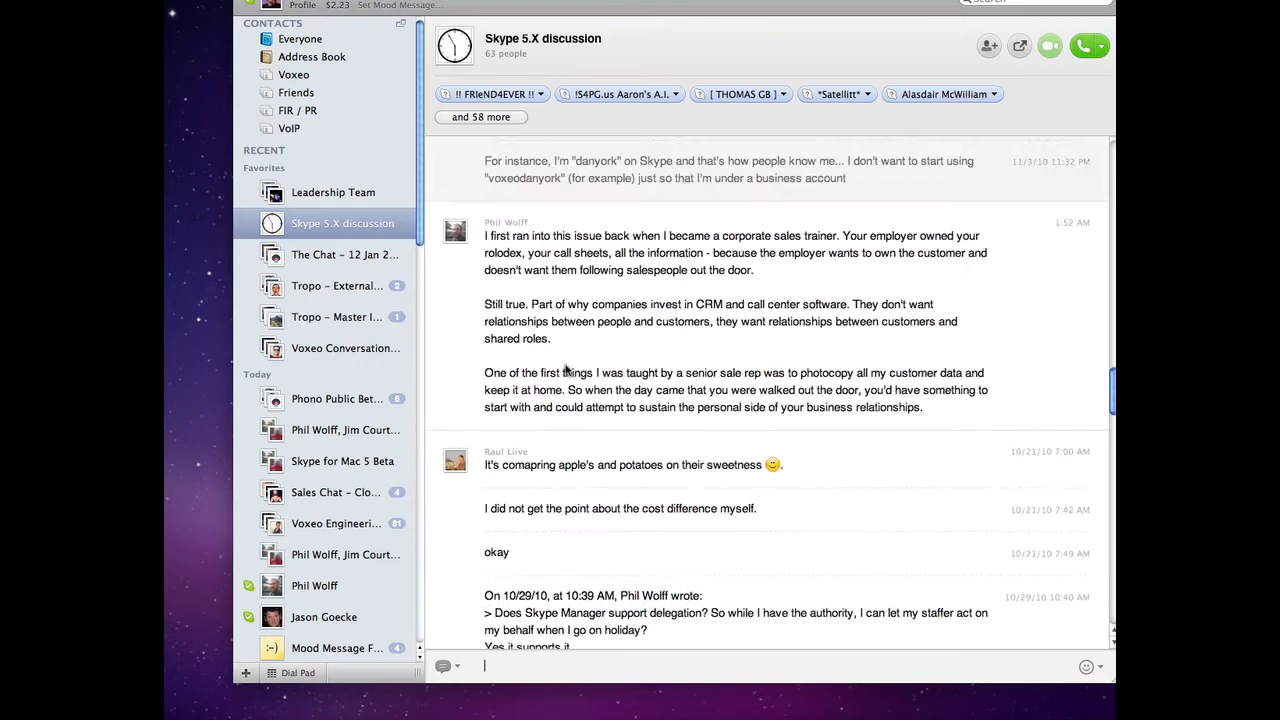 Profile $2.23 Set Mood Message...
Search
CONTACTS
Everyone
Address Book
Voxeo
Friends
FIR / PR
VoIP
RECENT
Favorites
Leadership Team
Skype 5.X discussion
The Chat – 12 Jan 2...
Tropo – External... 2
Tropo – Master I... 1
Voxeo Conversation...
Today
Phono Public Bet... 6
Phil Wolff, Jim Court...
Skype for Mac 5 Beta
Sales Chat – Clo... 4
Voxeo Engineeri... 81
Phil Wolff, Jim Court...
Phil Wolff
Jason Goecke
:-) Mood Message F... 4
Dial Pad
Skype 5.X discussion
63 people
!! FRIeND4EVER !!
!S4PG.us Aaron's A.I.
[ THOMAS GB ]
*Satellitt*
Alasdair McWilliam
and 58 more
For instance, I'm "danyork" on Skype and that's how people know me... I don't want to start using 11/3/10 11:32 PM
"voxeodanyork" (for example) just so that I'm under a business account
Phil Wolff 1:52 AM
I first ran into this issue back when I became a corporate sales trainer. Your employer owned your
rolodex, your call sheets, all the information - because the employer wants to own the customer and
doesn't want them following salespeople out the door.
Still true. Part of why companies invest in CRM and call center software. They don't want
relationships between people and customers, they want relationships between customers and
shared roles.
One of the first things I was taught by a senior sale rep was to photocopy all my customer data and
keep it at home. So when the day came that you were walked out the door, you'd have something to
start with and could attempt to sustain the personal side of your business relationships.
Raul Liive 10/21/10 7:00 AM
It's comapring apple's and potatoes on their sweetness .
I did not get the point about the cost difference myself. 10/21/10 7:42 AM
okay 10/21/10 7:49 AM
On 10/29/10, at 10:39 AM, Phil Wolff wrote: 10/29/10 10:40 AM
> Does Skype Manager support delegation? So while I have the authority, I can let my staffer act on
my behalf when I go on holiday?
Yes it supports it